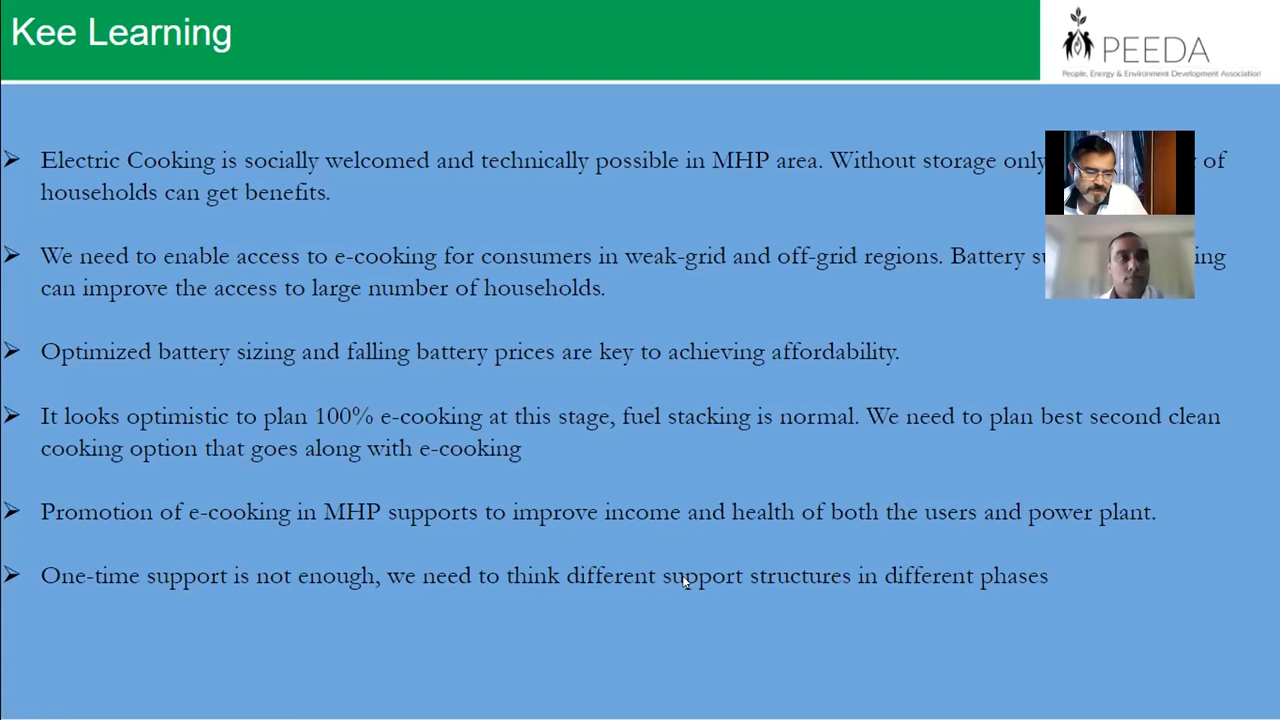 Kee Learning
PEEDA
People, Energy & Environment Development Association
Electric Cooking is socially welcomed and technically possible in MHP area. Without storage only of
households can get benefits.
We need to enable access to e-cooking for consumers in weak-grid and off-grid regions. Battery
can improve the access to large number of households.
Optimized battery sizing and falling battery prices are key to achieving affordability.
It looks optimistic to plan 100% e-cooking at this stage, fuel stacking is normal. We need to plan best second clean
cooking option that goes along with e-cooking
Promotion of e-cooking in MHP supports to improve income and health of both the users and power plant.
One-time support is not enough, we need to think different support structures in different phases